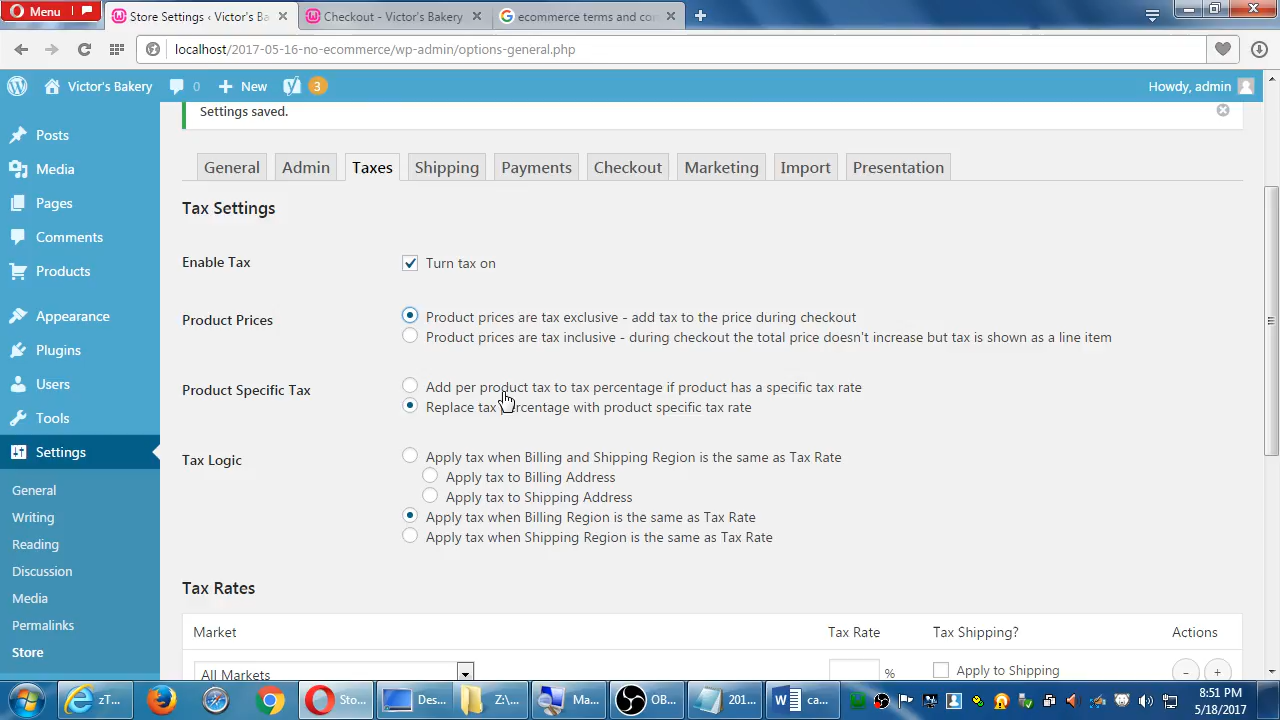 Menu
Store Settings ‹ Victor's Ba
Checkout - Victor's Bakery
ecommerce terms and con
localhost/2017-05-16-no-ecommerce/wp-admin/options-general.php
Victor's Bakery
0
New
3
Howdy, admin
Posts
Media
Pages
Comments
Products
Appearance
Plugins
Users
Tools
Settings
General
Writing
Reading
Discussion
Media
Permalinks
Store
Settings saved.
General
Admin
Taxes
Shipping
Payments
Checkout
Marketing
Import
Presentation
Tax Settings
Enable Tax
Turn tax on
Product Prices
Product prices are tax exclusive - add tax to the price during checkout
Product prices are tax inclusive - during checkout the total price doesn't increase but tax is shown as a line item
Product Specific Tax
Add per product tax to tax percentage if product has a specific tax rate
Replace tax percentage with product specific tax rate
Tax Logic
Apply tax when Billing and Shipping Region is the same as Tax Rate
Apply tax to Billing Address
Apply tax to Shipping Address
Apply tax when Billing Region is the same as Tax Rate
Apply tax when Shipping Region is the same as Tax Rate
Tax Rates
Market
Tax Rate
Tax Shipping?
Actions
All Markets
%
Apply to Shipping
- +
zT...
Sto...
Des...
Z:\...
Ma...
OB...
201...
ca...
8:51 PM
5/18/2017